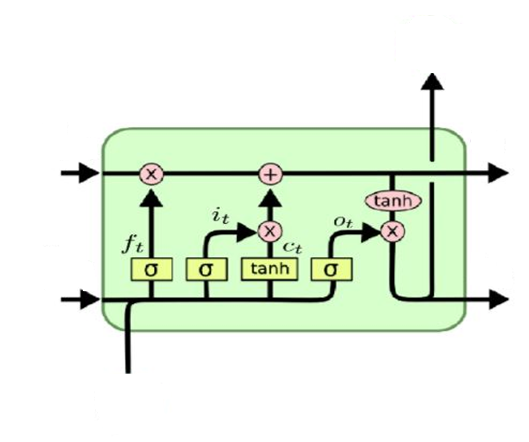 x +
tanh
i_t x o_t x
f_t c_t
σ σ tanh σ